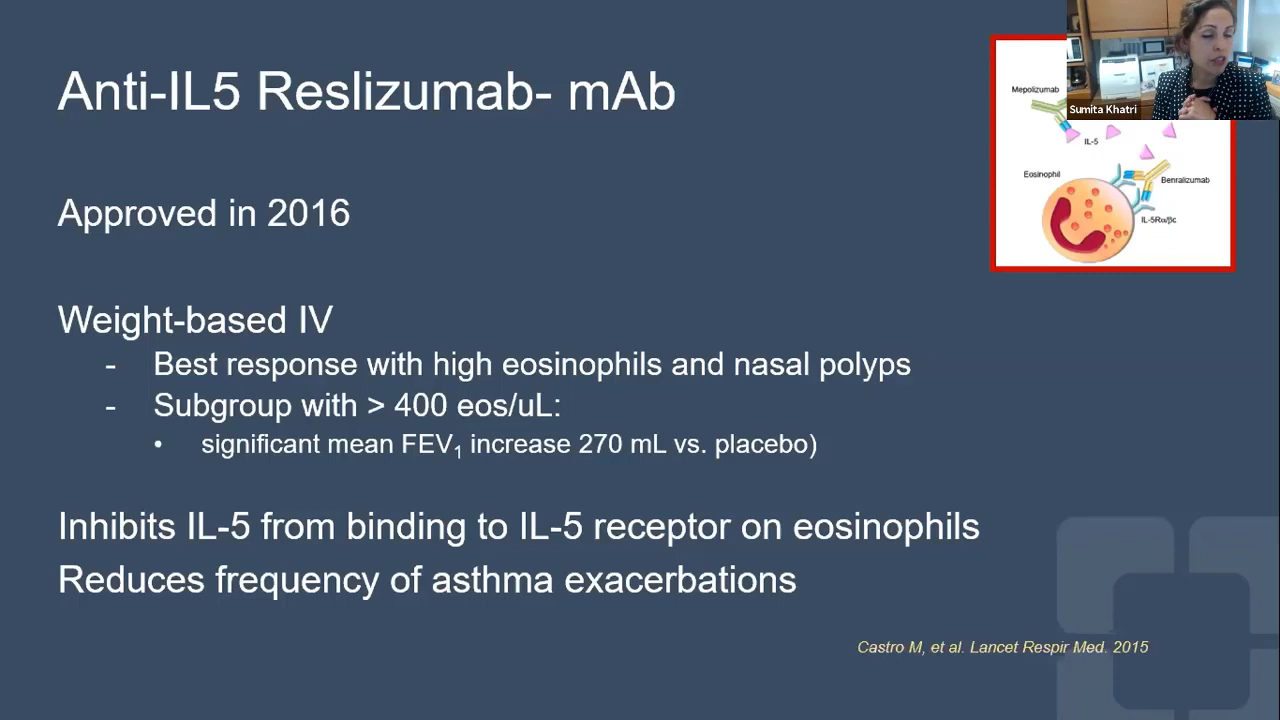 Anti-IL5 Reslizumab- mAb
Approved in 2016
Weight-based IV
- Best response with high eosinophils and nasal polyps
- Subgroup with > 400 eos/uL:
• significant mean FEV₁ increase 270 mL vs. placebo)
Inhibits IL-5 from binding to IL-5 receptor on eosinophils
Reduces frequency of asthma exacerbations
Castro M, et al. Lancet Respir Med. 2015
Sumita Khatri
Mepolizumab
IL-5
Eosinophil
Benralizumab
IL-5Rα/βc